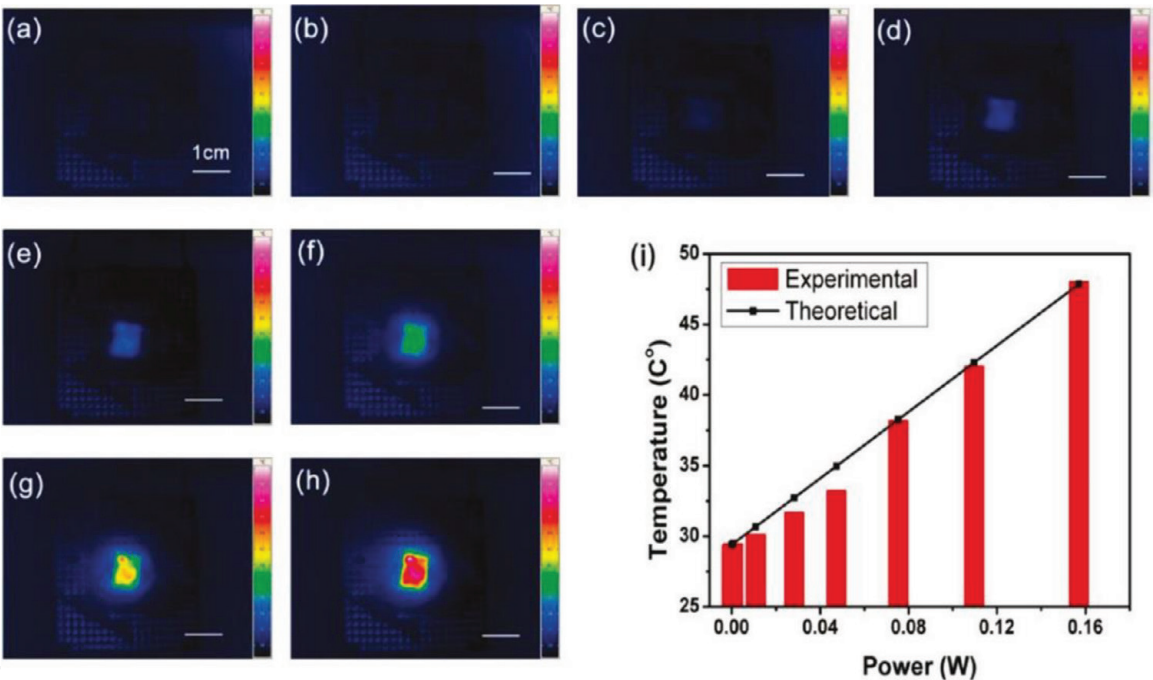 (a)
1cm
(b)
(c)
(d)
(e)
(f)
(g)
(h)
(i)
Experimental
Theoretical
Temperature (C°)
50
45
40
35
30
25
0.00 0.04 0.08 0.12 0.16
Power (W)